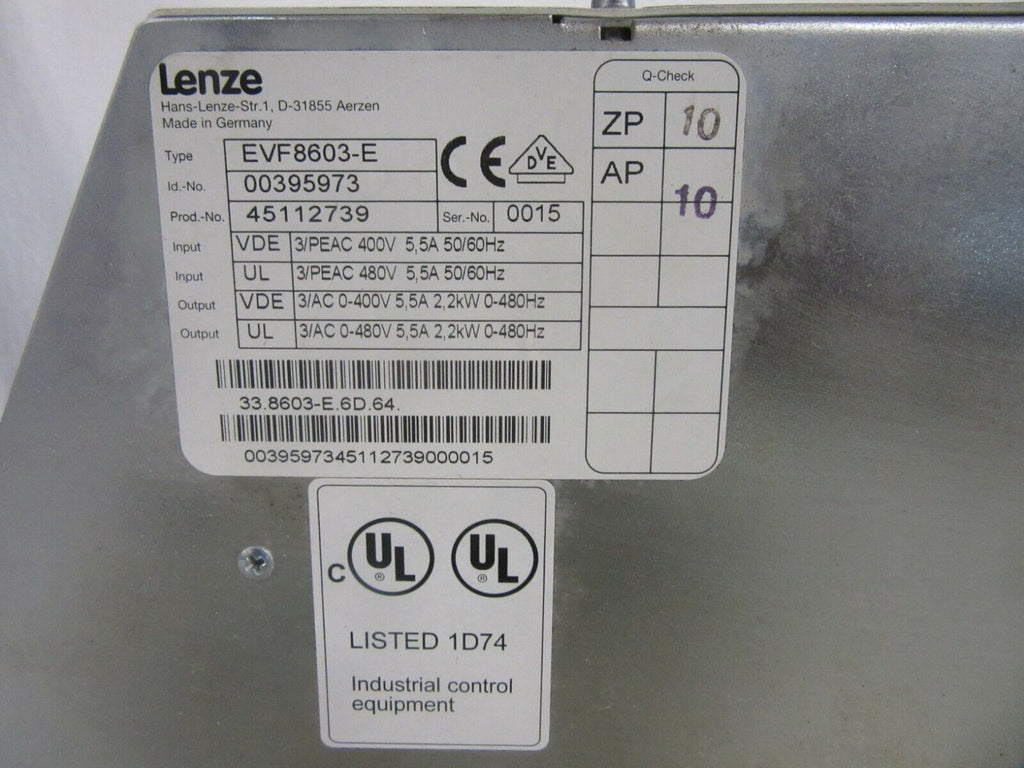 Lenze
Hans-Lenze-Str.1, D-31855 Aerzen
Made in Germany
Type EVF8603-E
Id.-No. 00395973
Prod.-No. 45112739 Ser.-No. 0015
Input VDE 3/PEAC 400V 5,5A 50/60Hz
Input UL 3/PEAC 480V 5,5A 50/60Hz
Output VDE 3/AC 0-400V 5,5A 2,2kW 0-480Hz
Output UL 3/AC 0-480V 5,5A 2,2kW 0-480Hz
33.8603-E.6D.64.
0039597345112739000015
CE
DVE
Q-Check
ZP 10
AP 10
C UL ® UL ®
LISTED 1D74
Industrial control
equipment